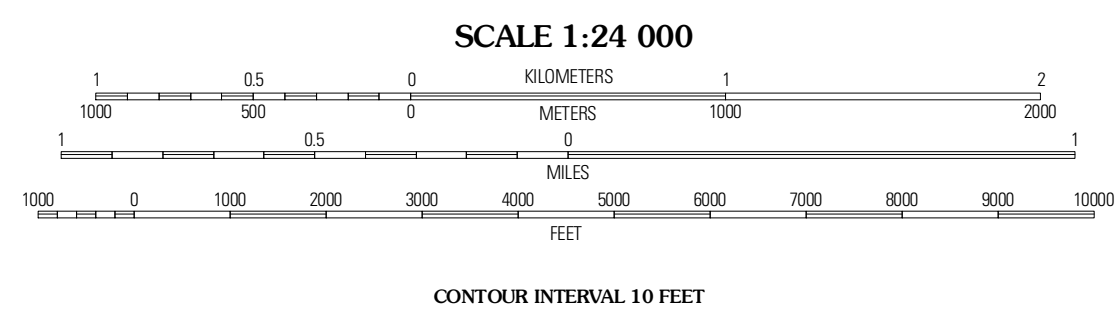 SCALE 1:24 000
1 0.5 0 KILOMETERS 1 2
1000 500 0 METERS 1000 2000
1 0.5 0 1
MILES
1000 0 1000 2000 3000 4000 5000 6000 7000 8000 9000 10000
FEET
CONTOUR INTERVAL 10 FEET